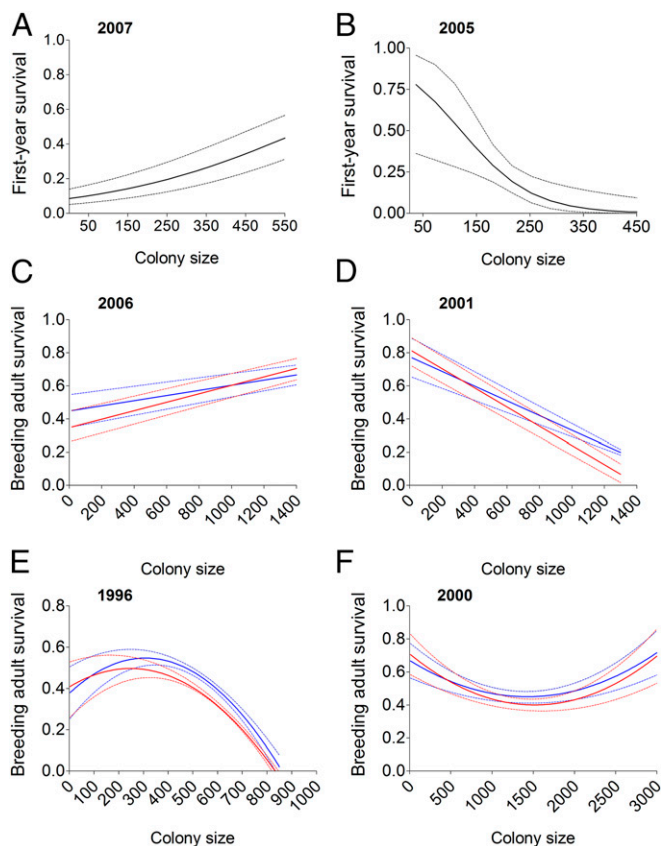 A
2007
First-year survival
1.0
0.8
0.6
0.4
0.2
0.0
50 150 250 350 450 550
Colony size
B
2005
First-year survival
1.00
0.75
0.50
0.25
0.00
50 150 250 350 450
Colony size
C
2006
Breeding adult survival
1.0
0.8
0.6
0.4
0.2
0.0
0 200 400 600 800 1000 1200 1400
Colony size
D
2001
Breeding adult survival
1.0
0.8
0.6
0.4
0.2
0.0
0 200 400 600 800 1000 1200 1400
Colony size
E
1996
Breeding adult survival
0.8
0.6
0.4
0.2
0.0
0 100 200 300 400 500 600 700 800 900 1000
Colony size
F
2000
Breeding adult survival
1.0
0.8
0.6
0.4
0.2
0.0
0 500 1000 1500 2000 2500 3000
Colony size